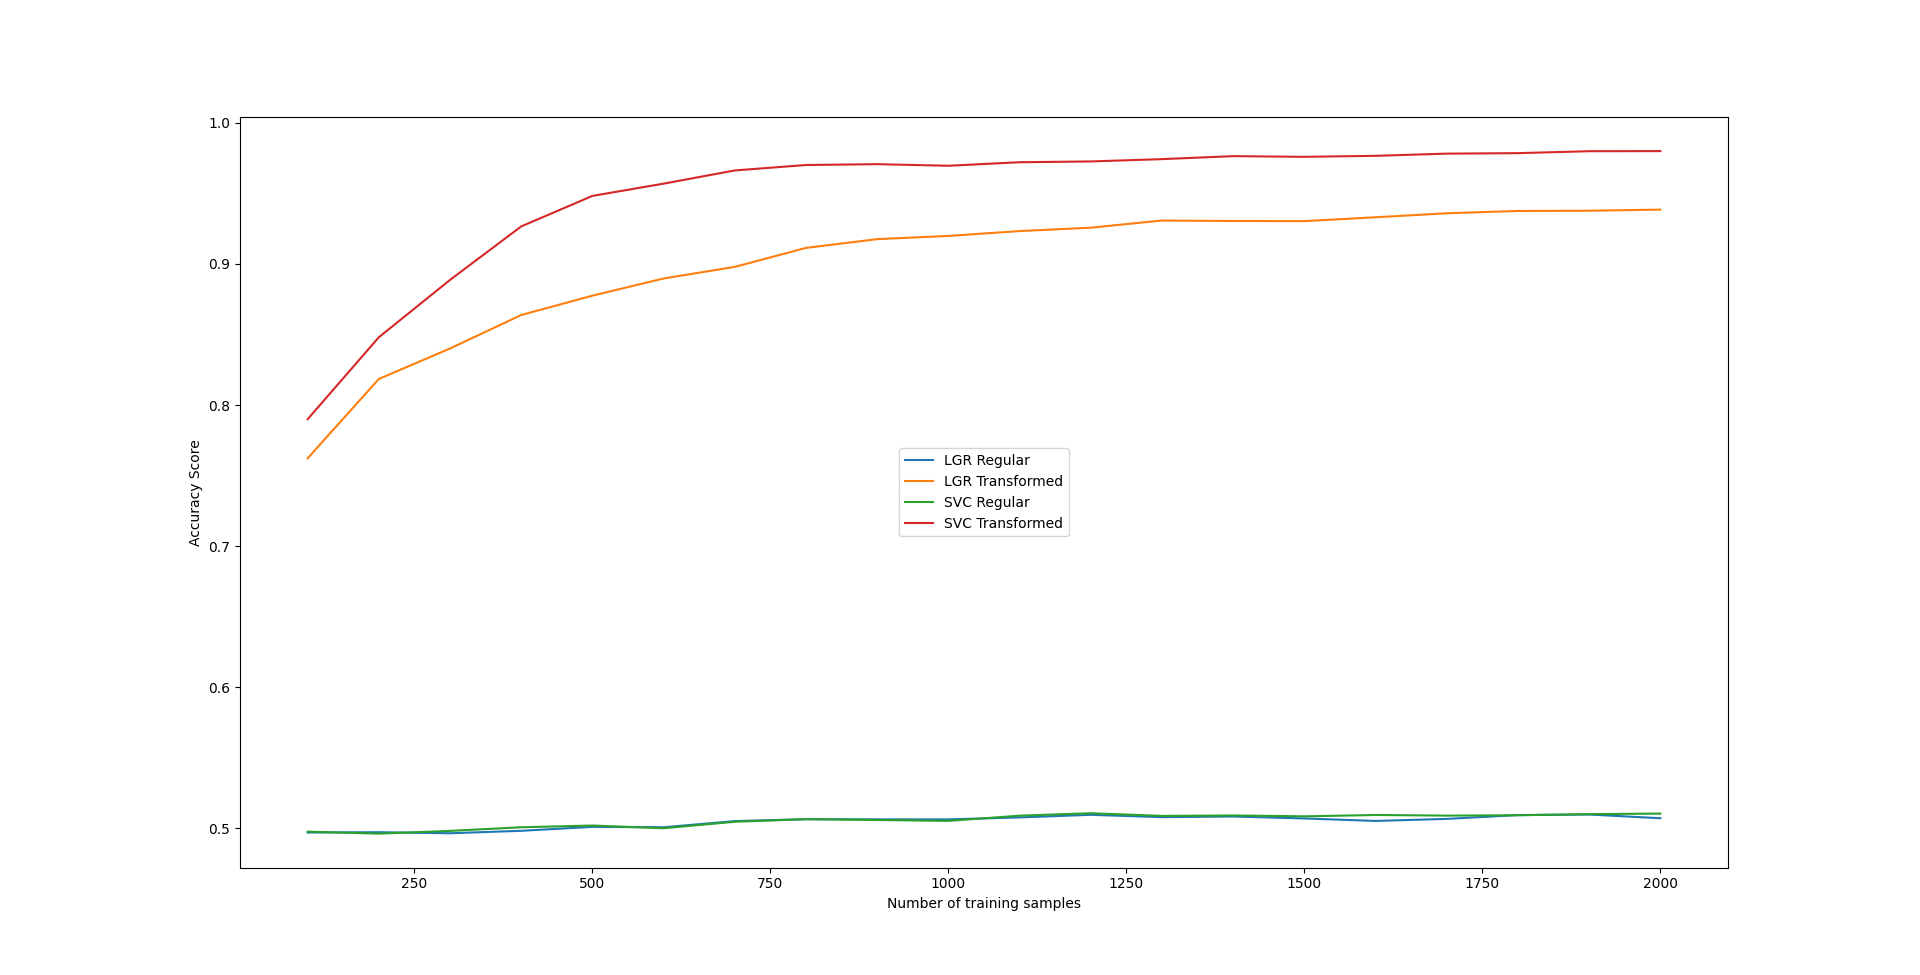 1.0
0.9
0.8
0.7
0.6
0.5
Accuracy Score
LGR Regular
LGR Transformed
SVC Regular
SVC Transformed
250 500 750 1000 1250 1500 1750 2000
Number of training samples